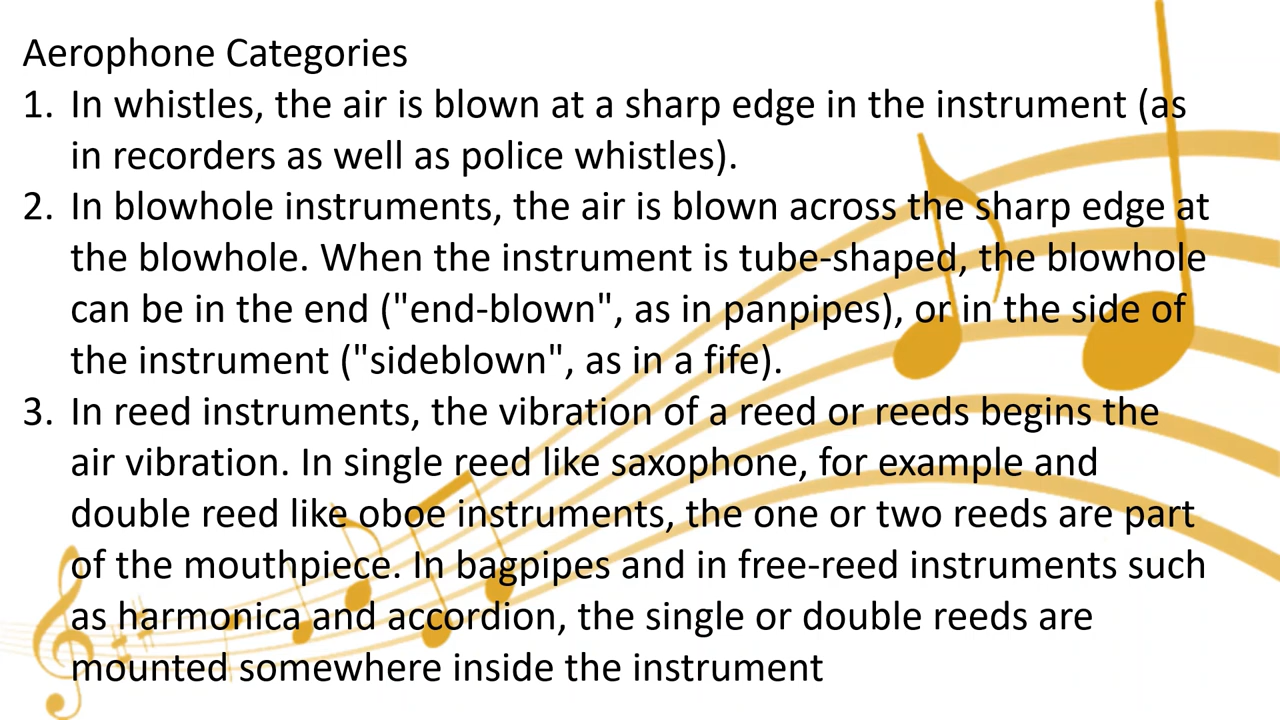 Aerophone Categories
1. In whistles, the air is blown at a sharp edge in the instrument (as
in recorders as well as police whistles).
2. In blowhole instruments, the air is blown across the sharp edge at
the blowhole. When the instrument is tube-shaped, the blowhole
can be in the end ("end-blown", as in panpipes), or in the side of
the instrument ("sideblown", as in a fife).
3. In reed instruments, the vibration of a reed or reeds begins the
air vibration. In single reed like saxophone, for example and
double reed like oboe instruments, the one or two reeds are part
of the mouthpiece. In bagpipes and in free-reed instruments such
as harmonica and accordion, the single or double reeds are
mounted somewhere inside the instrument